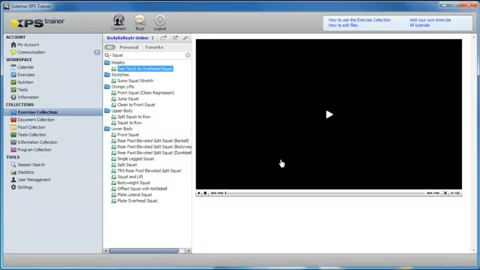 Sideline XPS Trainer
XPS trainer
Connect
Buzz
Logout
How to use the Exercise Collection
How to edit files
Add your own exercise
All tutorials
ACCOUNT
My Account
Communication
WORKSPACE
Calendar
Exercises
Nutrition
Tests
Information
COLLECTIONS
Exercise Collection
Document Collection
Food Collection
Tests Collection
Information Collection
Program Collection
TOOLS
Session Search
Statistics
User Management
Settings
BodyByBoyle Online
All
Personal
Favorite
Squat
Mobility
Toe Touch to Overhead Squat
Stretches
Sumo Squat Stretch
Olympic Lifts
Front Squat (Clean Regression)
Jump Squat
Clean to Front Squat
Upper Body
Split Squat to Row
Squat to Row
Lower Body
Front Squat
Rear Foot Elevated Split Squat (Barbell)
Rear Foot Elevated Split Squat (Bodyweig
Rear Foot Elevated Split Squat (Dumbbell
Single Legged Squat
Split Squat
TRX Rear Foot Elevated Split Squat
Squat and Lift
Bodyweight Squat
Offset Squat with Kettlebell
Plate Lateral Squat
Plate Overhead Squat